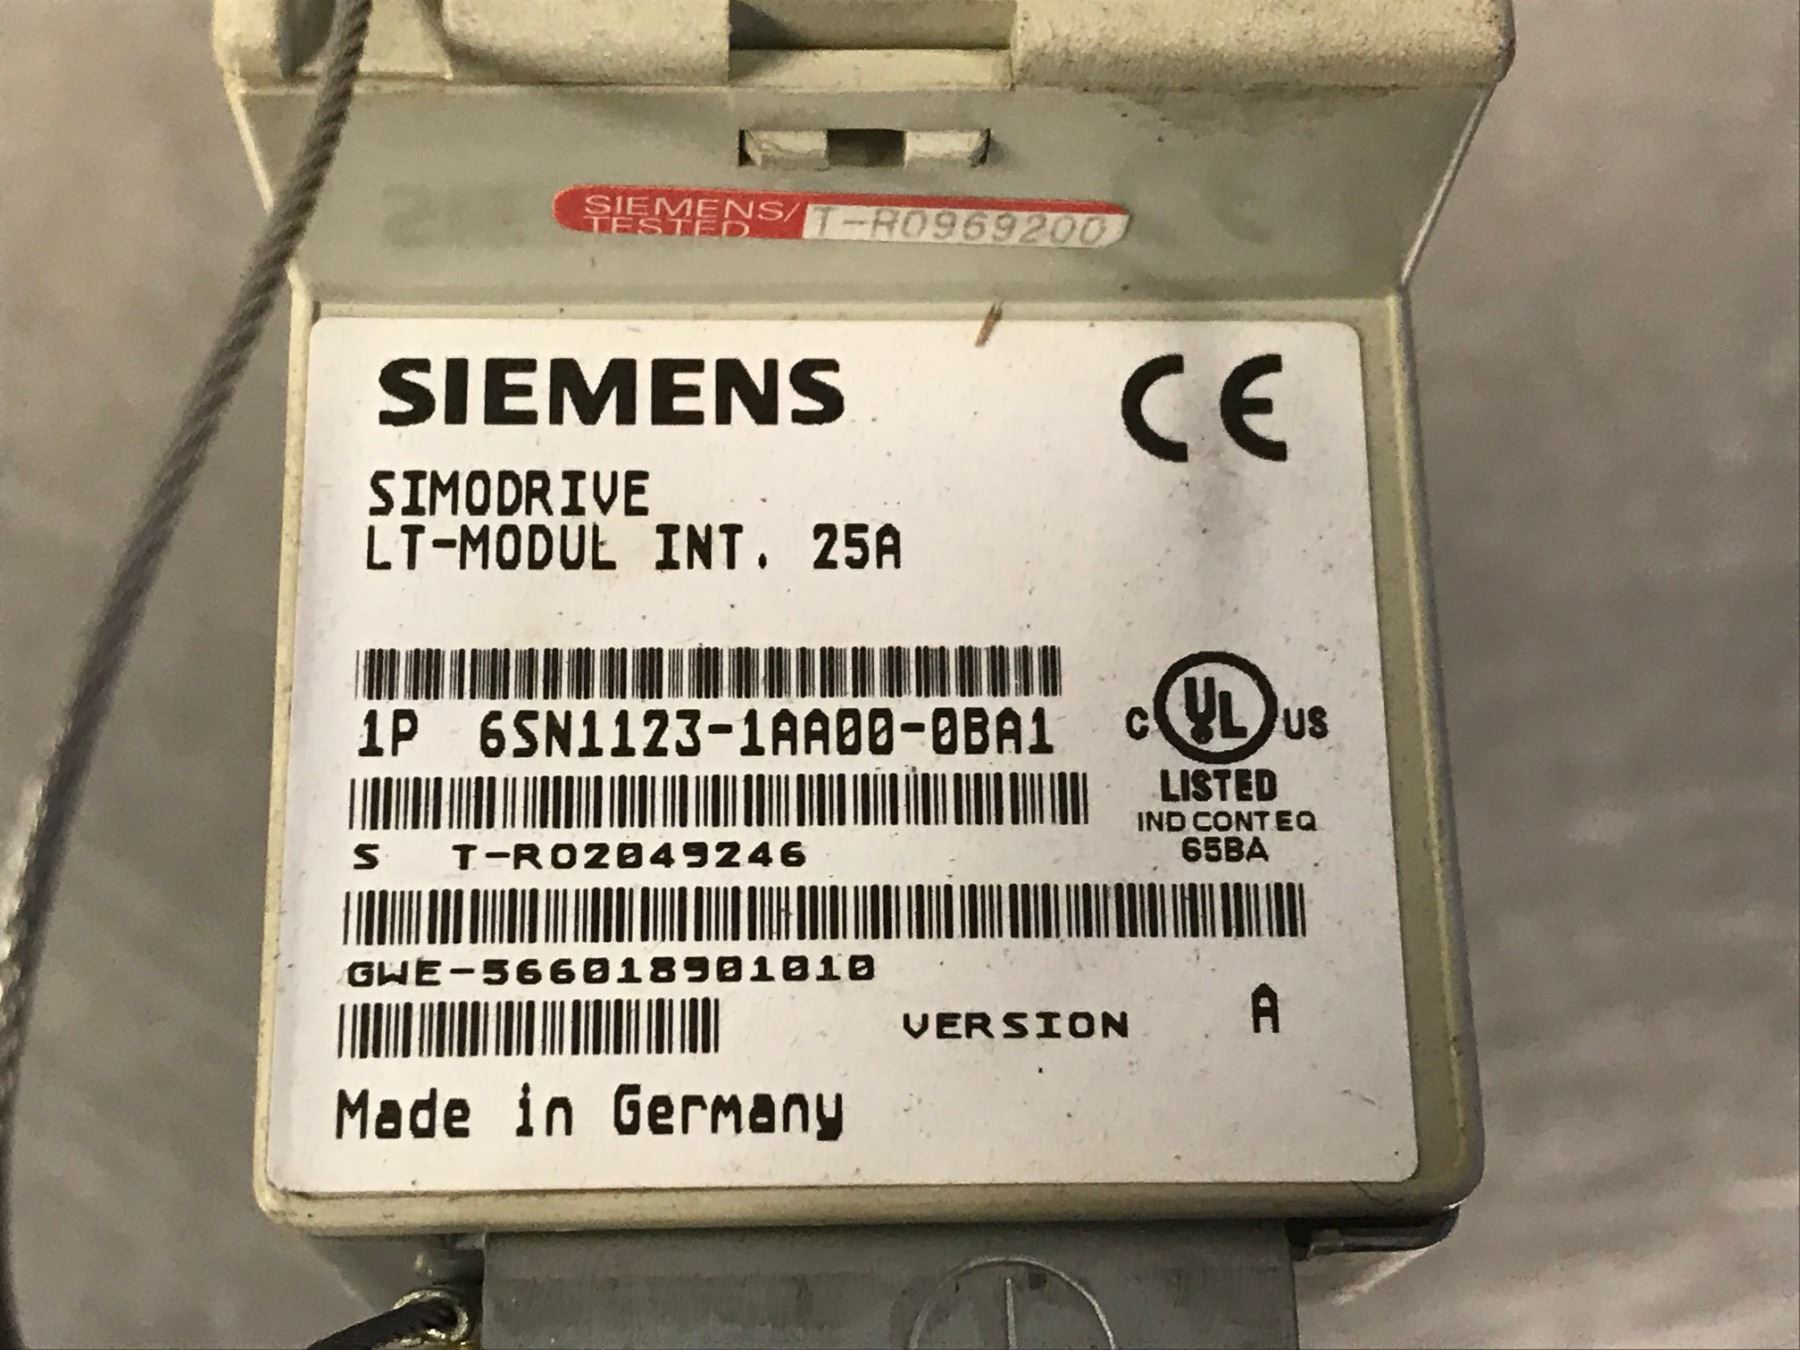 SIEMENS/ T-R0969200
TESTED
SIEMENS CE
SIMODRIVE
LT-MODUL INT. 25A
1P 6SN1123-1AA00-0BA1
C UL US
LISTED
IND CONT EQ
65BA
S T-R02049246
GWE-566018901010
VERSION A
Made in Germany